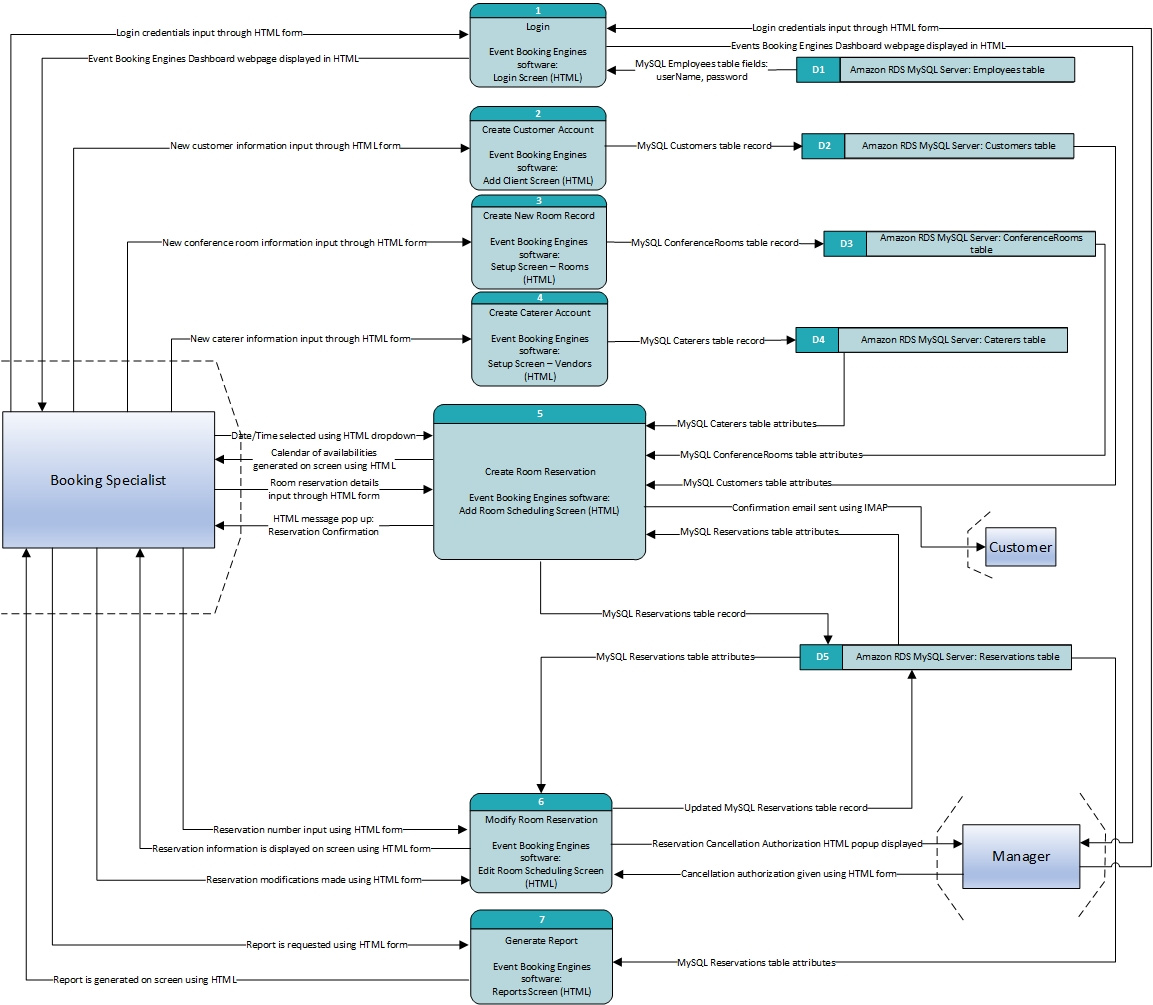 1
Login
Event Booking Engines
software:
Login Screen (HTML)
Login credentials input through HTML form
Event Booking Engines Dashboard webpage displayed in HTML
Login credentials input through HTML form
Events Booking Engines Dashboard webpage displayed in HTML
MySQL Employees table fields:
userName, password
D1
Amazon RDS MySQL Server: Employees table
2
Create Customer Account
Event Booking Engines
software:
Add Client Screen (HTML)
New customer information input through HTML form
MySQL Customers table record
D2
Amazon RDS MySQL Server: Customers table
3
Create New Room Record
Event Booking Engines
software:
Setup Screen – Rooms
(HTML)
New conference room information input through HTML form
MySQL ConferenceRooms table record
D3
Amazon RDS MySQL Server: ConferenceRooms
table
4
Create Caterer Account
Event Booking Engines
software:
Setup Screen – Vendors
(HTML)
New caterer information input through HTML form
MySQL Caterers table record
D4
Amazon RDS MySQL Server: Caterers table
Booking Specialist
Date/Time selected using HTML dropdown
Calendar of availabilities
generated on screen using HTML
Room reservation details
input through HTML form
HTML message pop up:
Reservation Confirmation
5
Create Room Reservation
Event Booking Engines software:
Add Room Scheduling Screen (HTML)
MySQL Caterers table attributes
MySQL ConferenceRooms table attributes
MySQL Customers table attributes
Confirmation email sent using IMAP
MySQL Reservations table attributes
Customer
MySQL Reservations table record
MySQL Reservations table attributes
D5
Amazon RDS MySQL Server: Reservations table
6
Modify Room Reservation
Event Booking Engines
software:
Edit Room Scheduling Screen
(HTML)
Updated MySQL Reservations table record
Reservation number input using HTML form
Reservation information is displayed on screen using HTML form
Reservation modifications made using HTML form
Reservation Cancellation Authorization HTML popup displayed
Cancellation authorization given using HTML form
Manager
7
Generate Report
Event Booking Engines
software:
Reports Screen (HTML)
Report is requested using HTML form
Report is generated on screen using HTML
MySQL Reservations table attributes